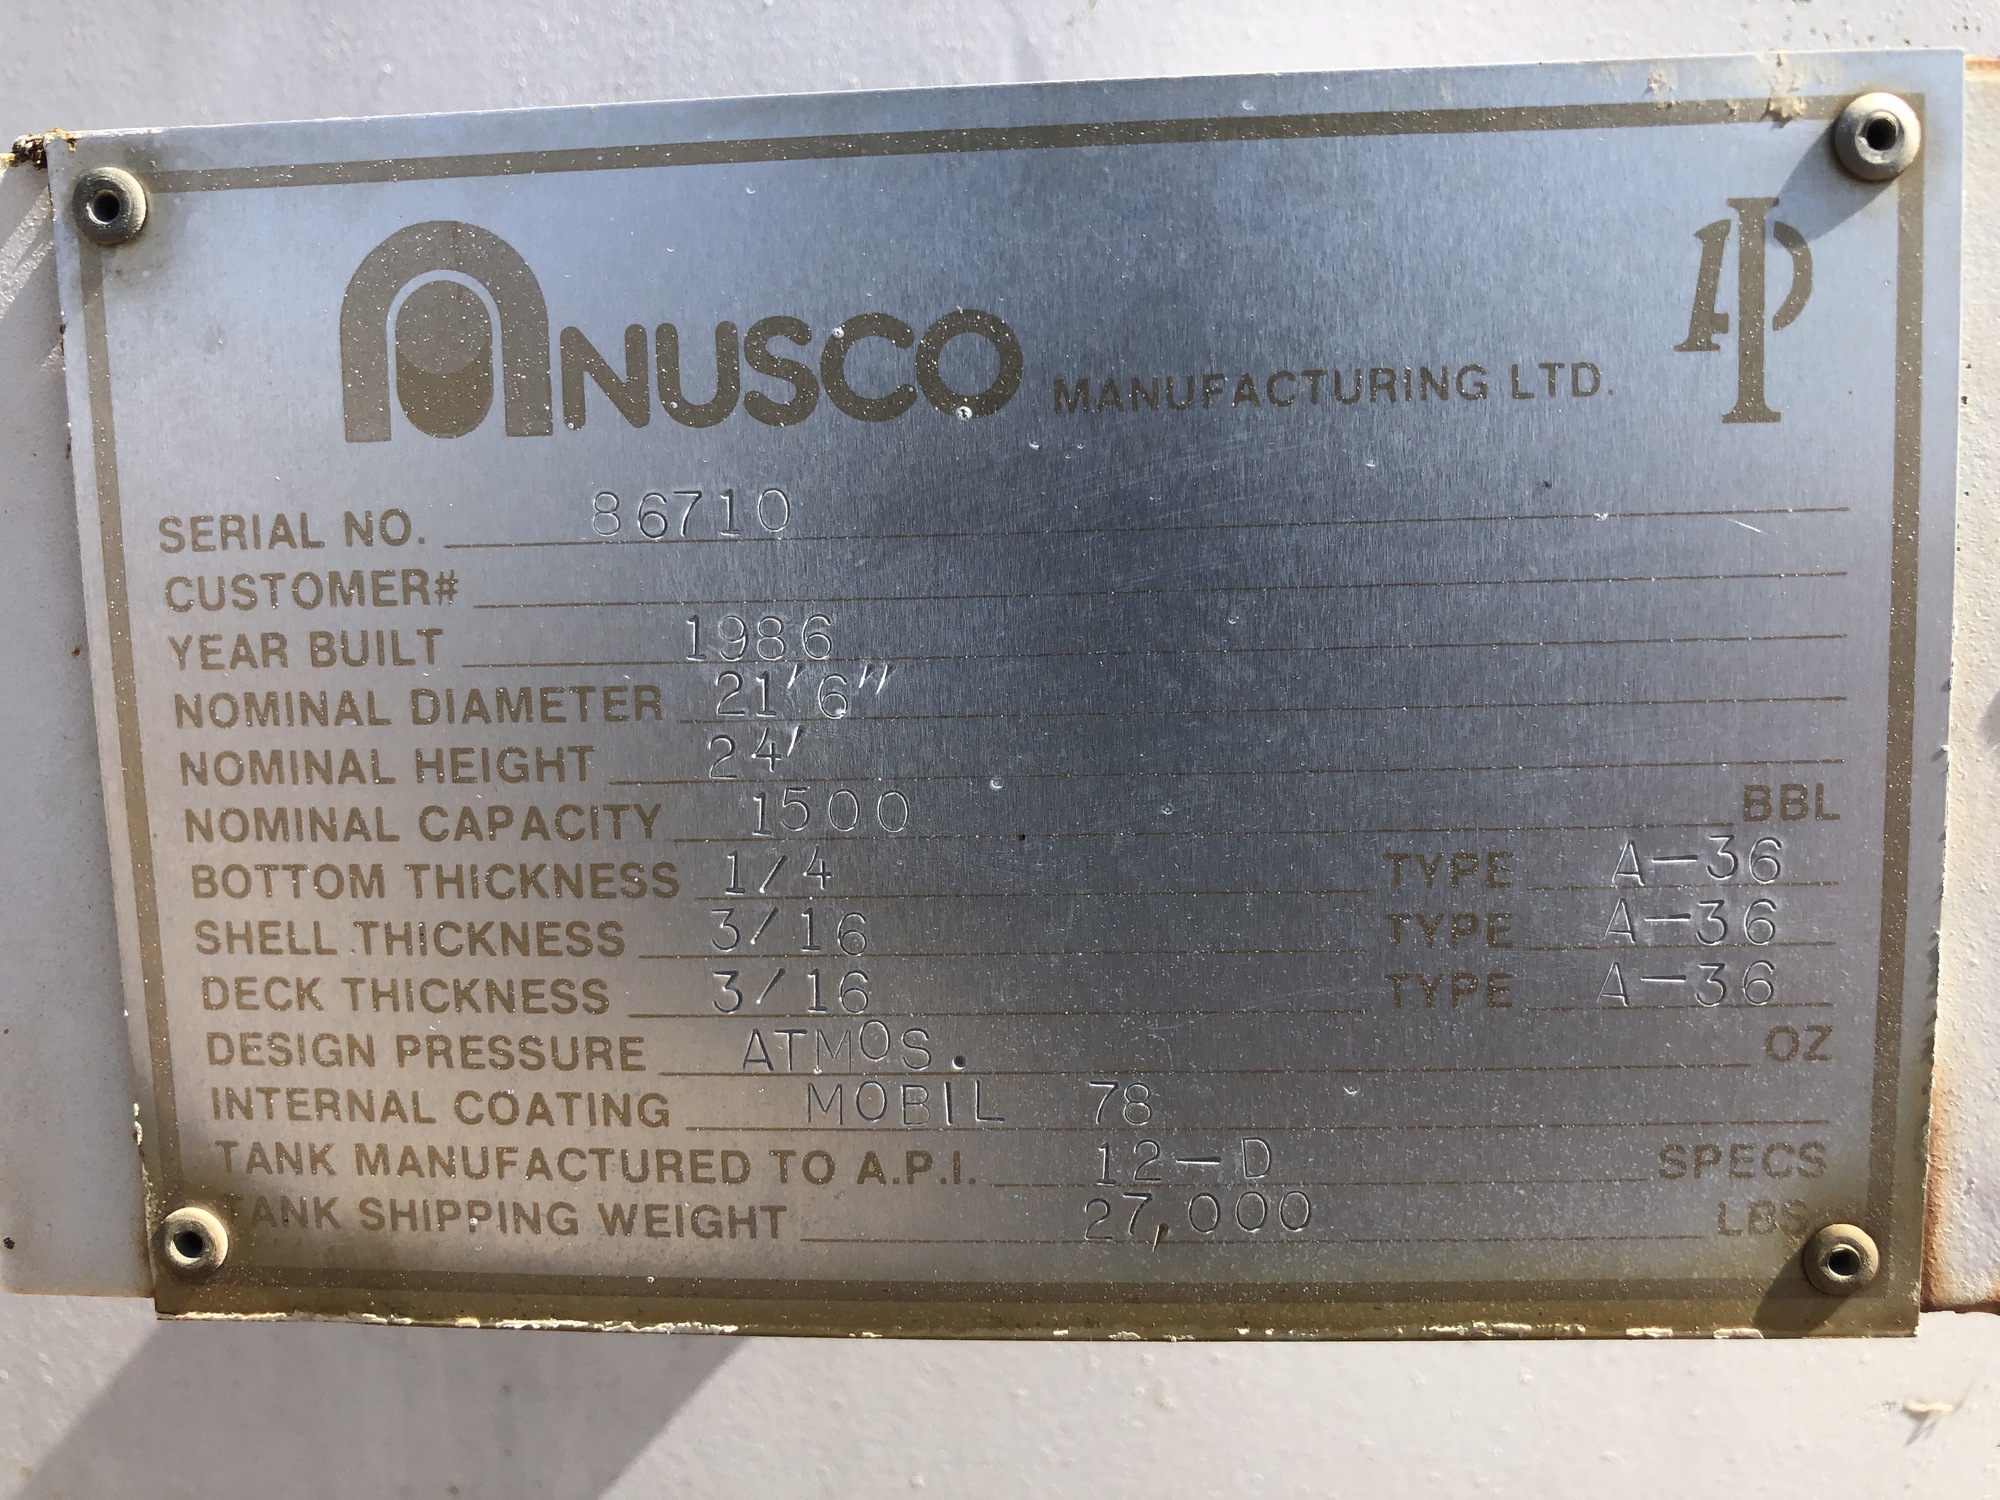 ANUSCO MANUFACTURING LTD. API
SERIAL NO. 86710
CUSTOMER#
YEAR BUILT 1986
NOMINAL DIAMETER 21'6"
NOMINAL HEIGHT 24'
NOMINAL CAPACITY 1500 BBL
BOTTOM THICKNESS 1/4 TYPE A-36
SHELL THICKNESS 3/16 TYPE A-36
DECK THICKNESS 3/16 TYPE A-36
DESIGN PRESSURE ATMOS. OZ
INTERNAL COATING MOBIL 78
TANK MANUFACTURED TO A.P.I. 12-D SPECS
TANK SHIPPING WEIGHT 27,000 LBS.